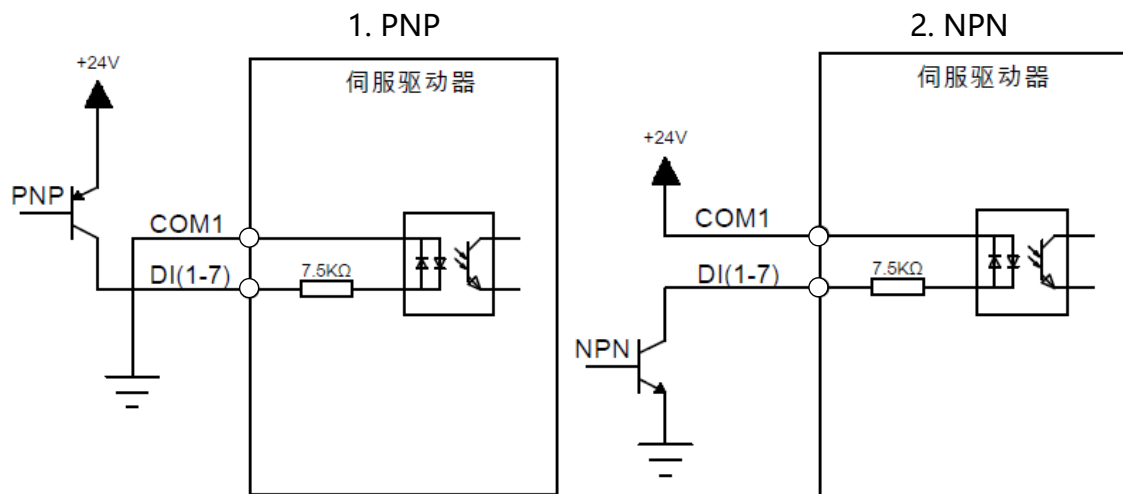 1. PNP
+24V
伺服驱动器
PNP
COM1
DI(1-7)
7.5KΩ
2. NPN
伺服驱动器
+24V
COM1
DI(1-7)
7.5KΩ
NPN